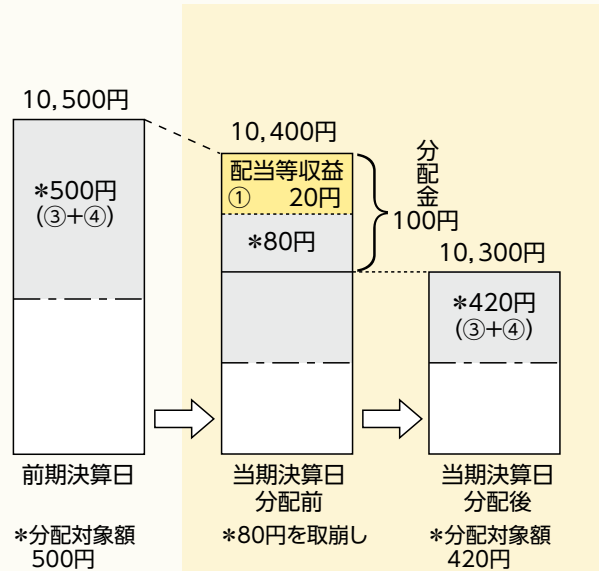 10,500円
*500円
(③+④)
前期決算日
*分配対象額
500円
10,400円
配当等収益
① 20円
*80円
分配金
100円
当期決算日
分配前
*80円を取崩し
10,300円
*420円
(③+④)
当期決算日
分配後
*分配対象額
420円